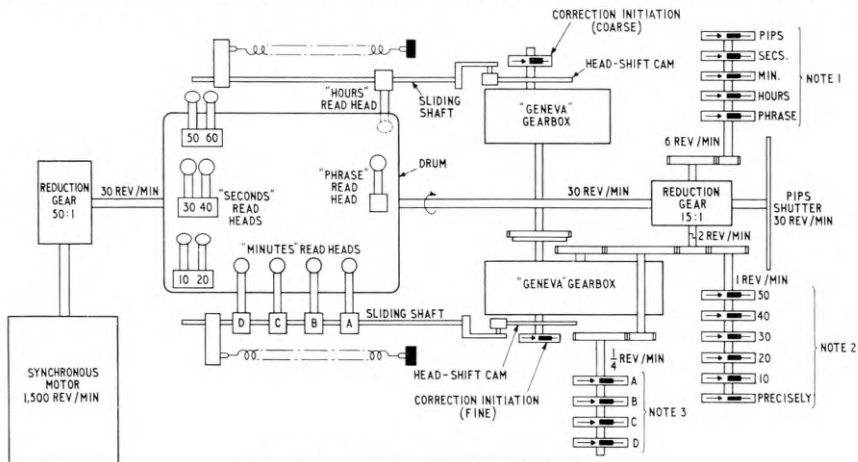 CORRECTION INITIATION
(COARSE)
HEAD-SHIFT CAM
"HOURS"
READ HEAD
SLIDING
SHAFT
"GENEVA"
GEARBOX
PIPS
SECS.
MIN.
HOURS
PHRASE
NOTE 1
6 REV/MIN
50 60
30 40
10 20
"SECONDS"
READ
HEADS
"PHRASE"
READ
HEAD
DRUM
REDUCTION
GEAR
50:1
30 REV/MIN
30 REV/MIN
REDUCTION
GEAR
15:1
PIPS
SHUTTER
30 REV/MIN
2 REV/MIN
"MINUTES" READ HEADS
D C B A
SLIDING SHAFT
"GENEVA" GEARBOX
1 REV/MIN
50
40
30
20
10
PRECISELY
NOTE 2
SYNCHRONOUS
MOTOR
1,500 REV/MIN
HEAD-SHIFT CAM
CORRECTION INITIATION
(FINE)
1/4 REV/MIN
A
B
C
D
NOTE 3